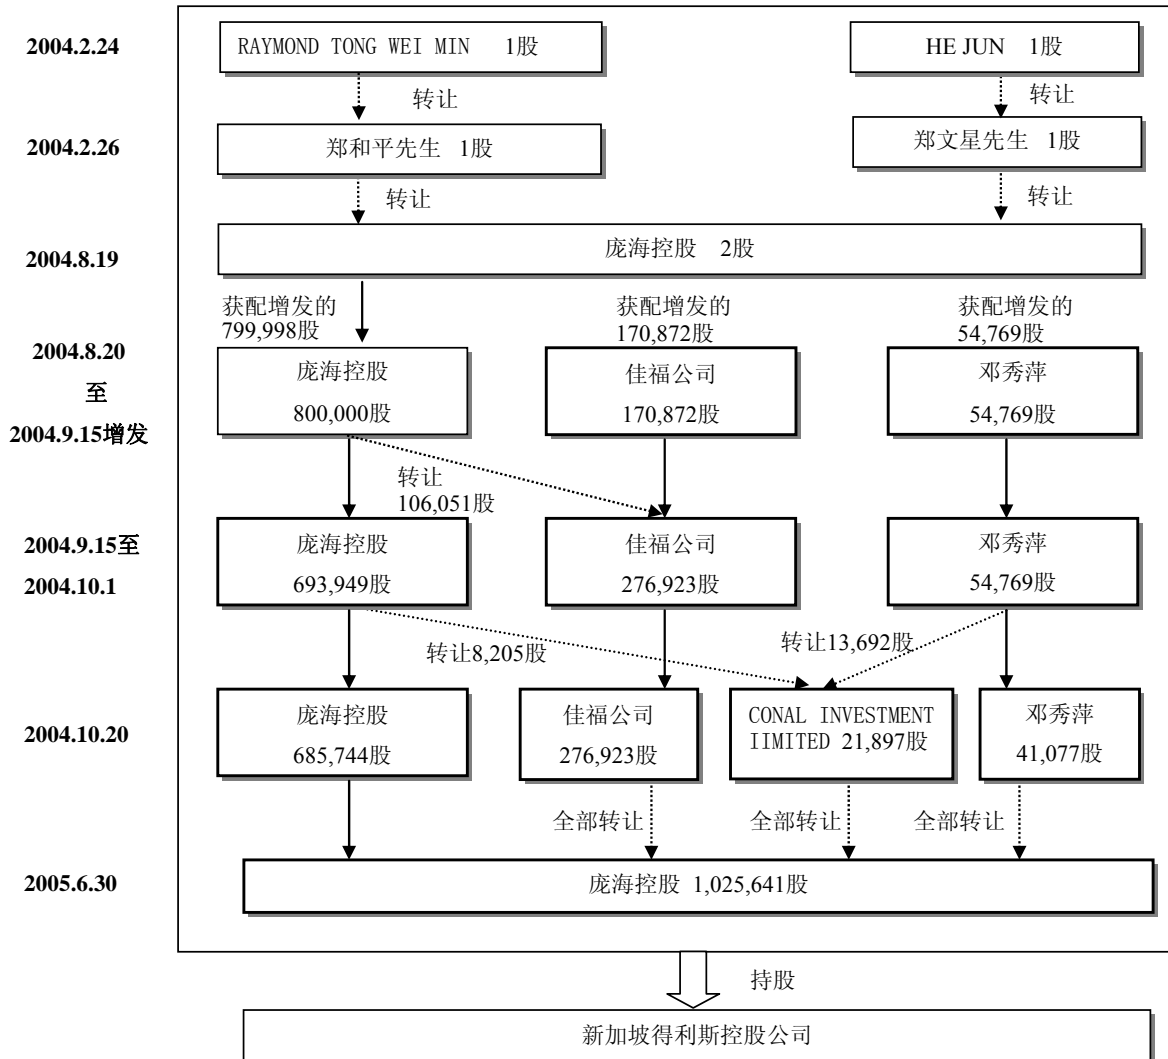 2004.2.24
RAYMOND TONG WEI MIN 1股
HE JUN 1股
转让
转让
2004.2.26
郑和平先生 1股
郑文星先生 1股
转让
转让
2004.8.19
庞海控股 2股
获配增发的
799,998股
获配增发的
170,872股
获配增发的
54,769股
2004.8.20
至
2004.9.15增发
庞海控股
800,000股
佳福公司
170,872股
邓秀萍
54,769股
转让
106,051股
2004.9.15至
2004.10.1
庞海控股
693,949股
佳福公司
276,923股
邓秀萍
54,769股
转让8,205股
转让13,692股
2004.10.20
庞海控股
685,744股
佳福公司
276,923股
CONAL INVESTMENT
IIMITED 21,897股
邓秀萍
41,077股
全部转让
全部转让
全部转让
2005.6.30
庞海控股 1,025,641股
持股
新加坡得利斯控股公司